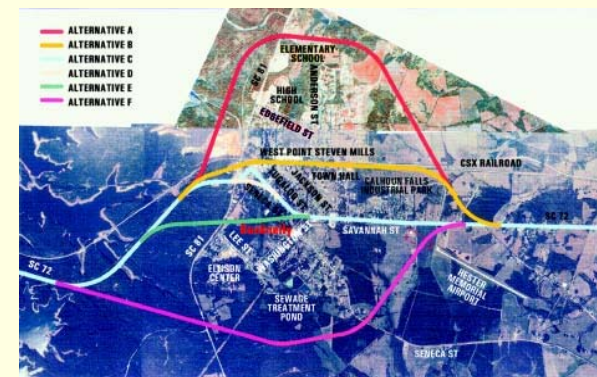 ALTERNATIVE A
ALTERNATIVE B
ALTERNATIVE C
ALTERNATIVE D
ALTERNATIVE E
ALTERNATIVE F
ELEMENTARY
SCHOOL
SC 81
ANDERSON ST
HIGH
SCHOOL
EDGEFIELD ST
WEST POINT STEVEN MILLS
CSX RAILROAD
JACKSON ST
TOWN HALL
CALHOUN FALLS
INDUSTRIAL PARK
SC 72
SAVANNAH ST
LEE ST
WASHINGTON ST
SC 81
SC 72
SEWAGE
TREATMENT
POND
HESTER
MEMORIAL
AIRPORT
SENECA ST